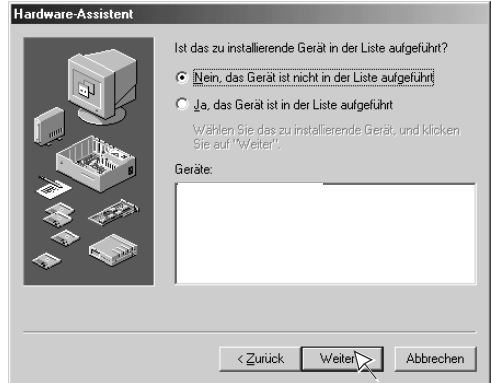 Hardware-Assistent
Ist das zu installierende Gerät in der Liste aufgeführt?
Nein, das Gerät ist nicht in der Liste aufgeführt
Ja, das Gerät ist in der Liste aufgeführt
Wählen Sie das zu installierende Gerät, und klicken
Sie auf "Weiter".
Geräte:
< Zurück
Weiter
Abbrechen